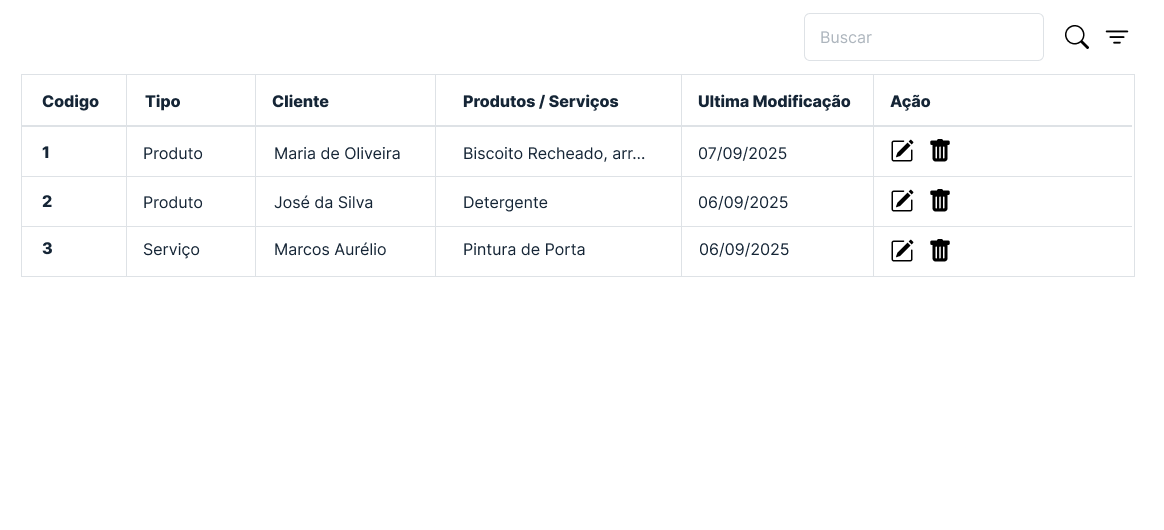 Buscar
Codigo Tipo Cliente Produtos / Serviços Ultima Modificação Ação
1 Produto Maria de Oliveira Biscoito Recheado, arr... 07/09/2025
2 Produto José da Silva Detergente 06/09/2025
3 Serviço Marcos Aurélio Pintura de Porta 06/09/2025